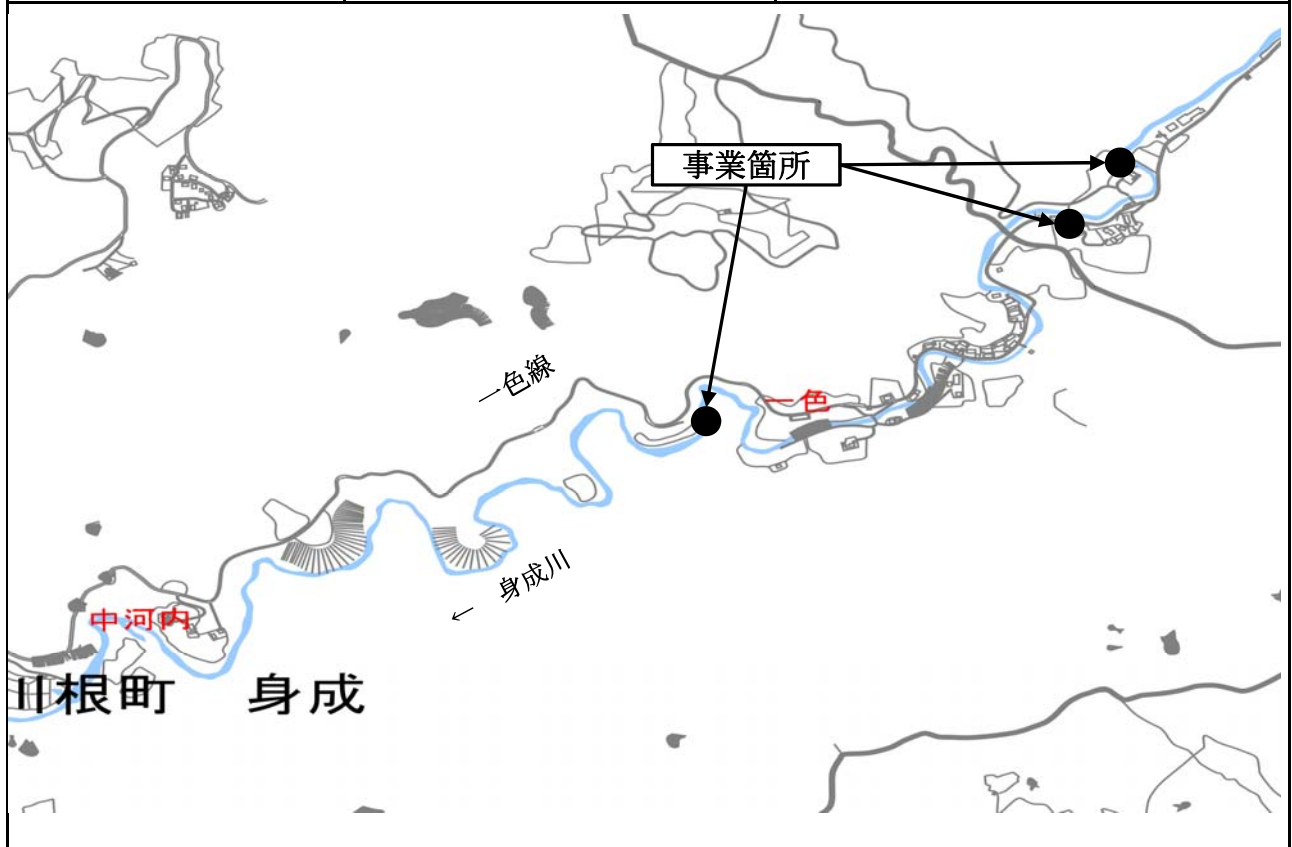 事業箇所
一色線
一色
← 身成川
中河内
川根町 身成